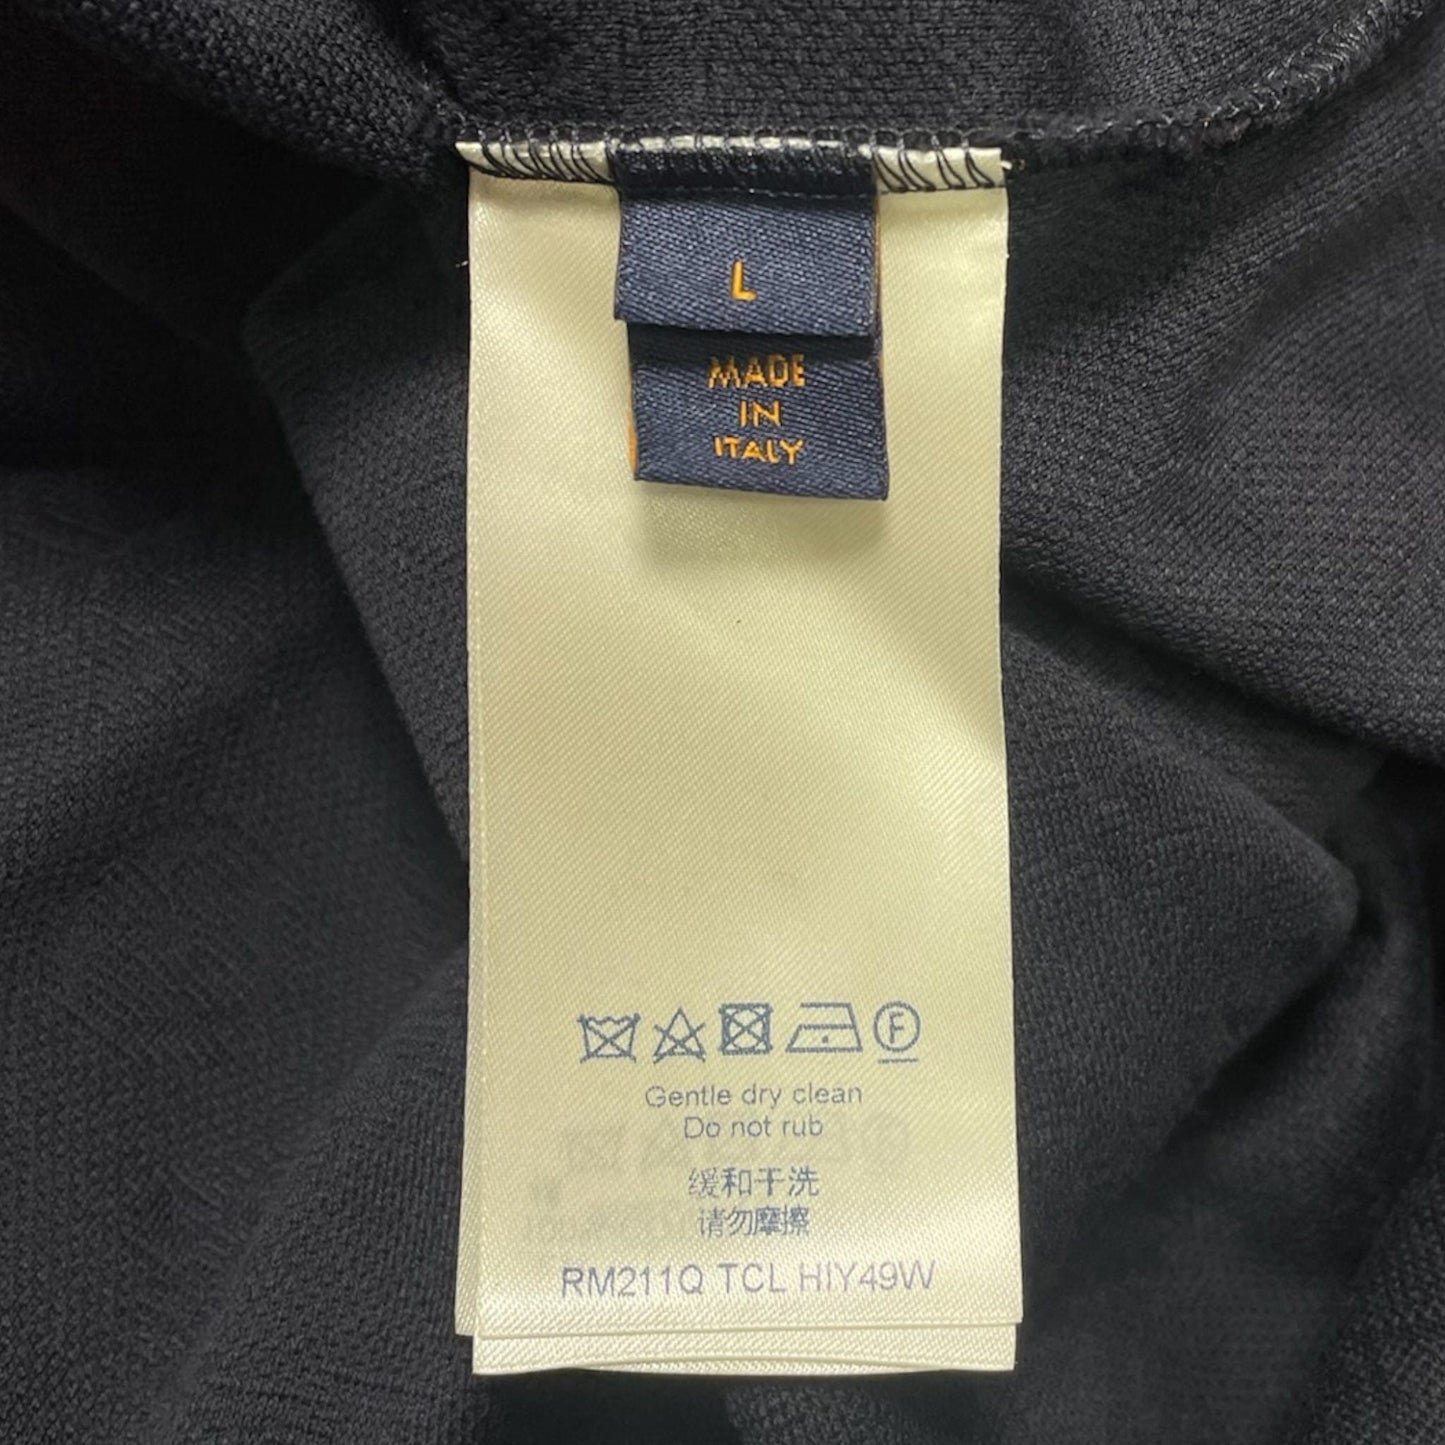 L
MADE
IN
ITALY
F
Gentle dry clean
Do not rub
缓和干洗
请勿摩擦
RM211Q TCL HIY49W